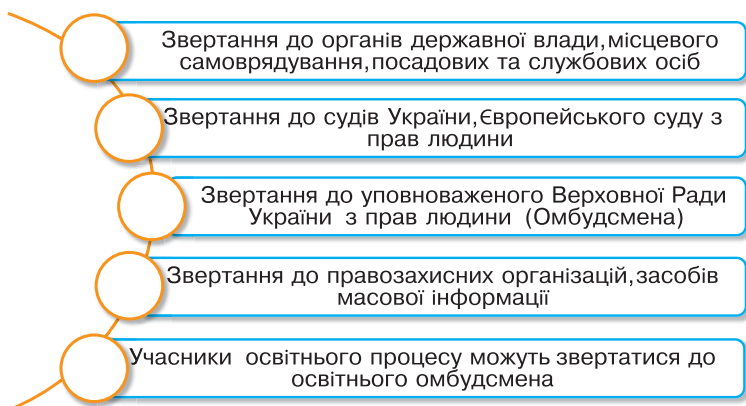 Звертання до органів державної влади,місцевого
самоврядування,посадових та службових осіб
Звертання до судів України,Європейського суду з
прав людини
Звертання до уповноваженого Верховної Ради
України з прав людини (Омбудсмена)
Звертання до правозахисних організацій,засобів
масової інформації
Учасники освітнього процесу можуть звертатися до
освітнього омбудсмена